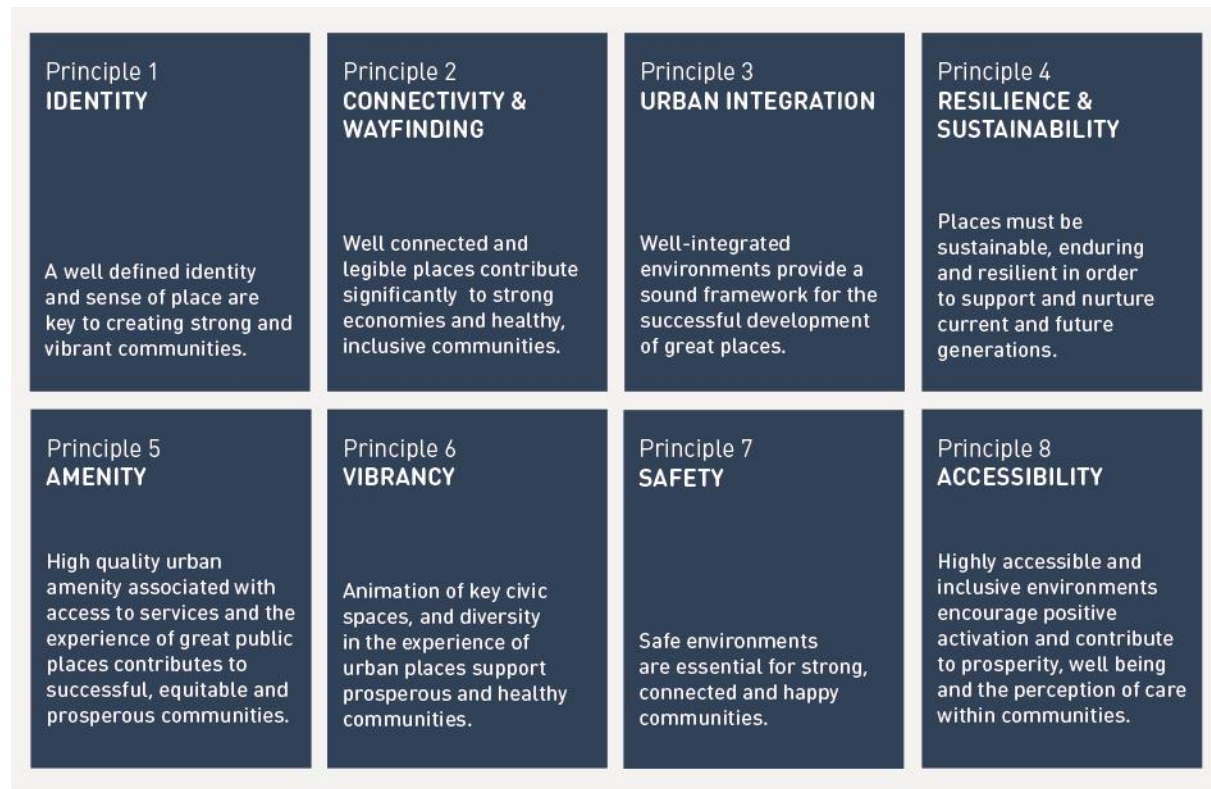 Principle 1
IDENTITY
A well defined identity
and sense of place are
key to creating strong and
vibrant communities.
Principle 2
CONNECTIVITY &
WAYFINDING
Well connected and
legible places contribute
significantly to strong
economies and healthy,
inclusive communities.
Principle 3
URBAN INTEGRATION
Well-integrated
environments provide a
sound framework for the
successful development
of great places.
Principle 4
RESILIENCE &
SUSTAINABILITY
Places must be
sustainable, enduring
and resilient in order
to support and nurture
current and future
generations.
Principle 5
AMENITY
High quality urban
amenity associated with
access to services and the
experience of great public
places contributes to
successful, equitable and
prosperous communities.
Principle 6
VIBRANCY
Animation of key civic
spaces, and diversity
in the experience of
urban places support
prosperous and healthy
communities.
Principle 7
SAFETY
Safe environments
are essential for strong,
connected and happy
communities.
Principle 8
ACCESSIBILITY
Highly accessible and
inclusive environments
encourage positive
activation and contribute
to prosperity, well being
and the perception of care
within communities.